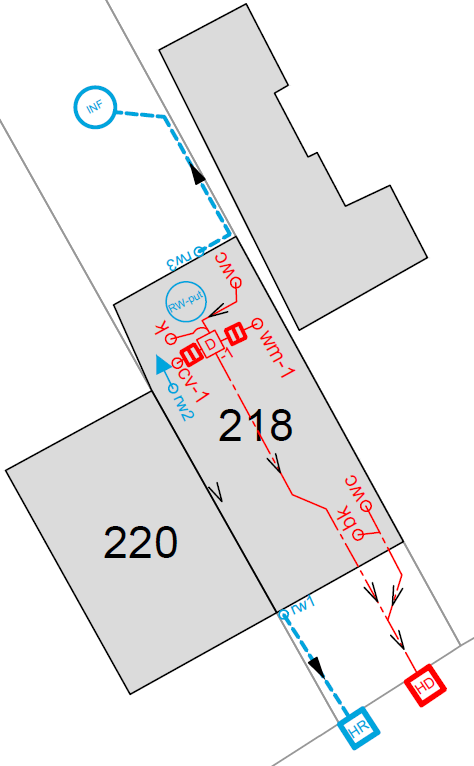 INF
rw3
wc
RW-put
k
D
wm-1
cv-1
rw2
218
wc
bk
220
rw1
HD
HR